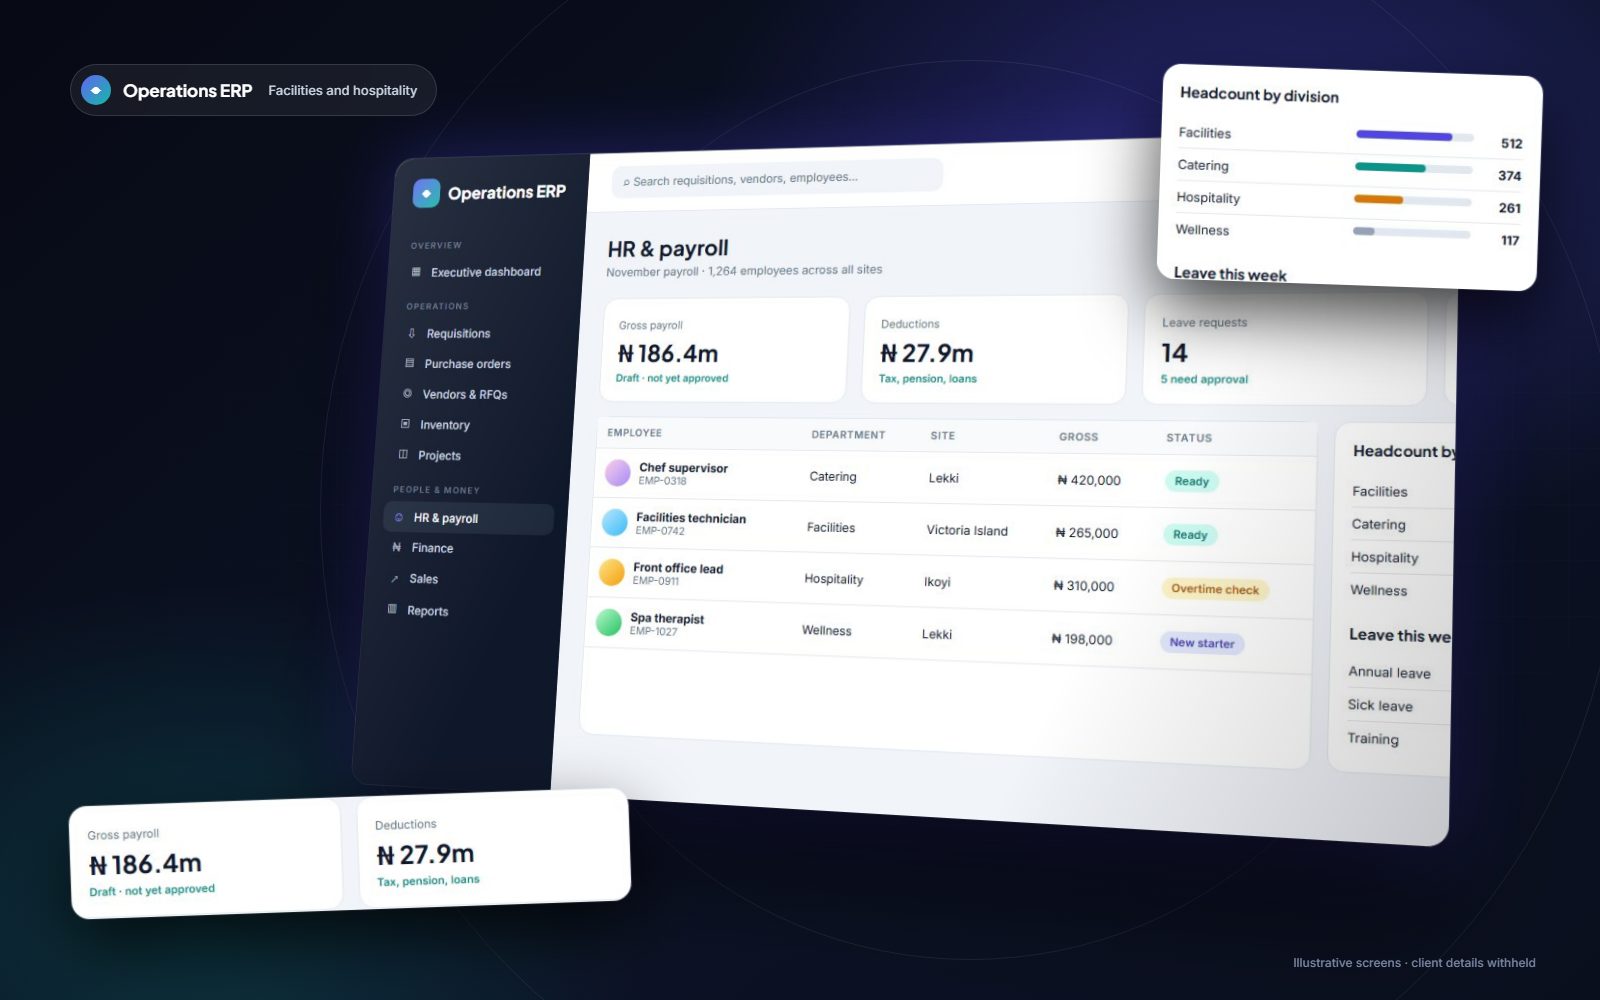 Operations ERP Facilities and hospitality
Headcount by division
Facilities 512
Catering 374
Hospitality 261
Wellness 117
Leave this week
Operations ERP
OVERVIEW
Executive dashboard
OPERATIONS
Requisitions
Purchase orders
Vendors & RFQs
Inventory
Projects
PEOPLE & MONEY
HR & payroll
₦ Finance
Sales
Reports
Search requisitions, vendors, employees...
HR & payroll
November payroll · 1,264 employees across all sites
Gross payroll
₦ 186.4m
Draft · not yet approved
Deductions
₦ 27.9m
Tax, pension, loans
Leave requests
14
5 need approval
EMPLOYEE DEPARTMENT SITE GROSS STATUS
Chef supervisor
EMP-0318
Catering Lekki ₦ 420,000 Ready
Facilities technician
EMP-0742
Facilities Victoria Island ₦ 265,000 Ready
Front office lead
EMP-0911
Hospitality Ikoyi ₦ 310,000 Overtime check
Spa therapist
EMP-1027
Wellness Lekki ₦ 198,000 New starter
Headcount by
Facilities
Catering
Hospitality
Wellness
Leave this we
Annual leave
Sick leave
Training
Gross payroll
₦ 186.4m
Draft · not yet approved
Deductions
₦ 27.9m
Tax, pension, loans
Illustrative screens · client details withheld